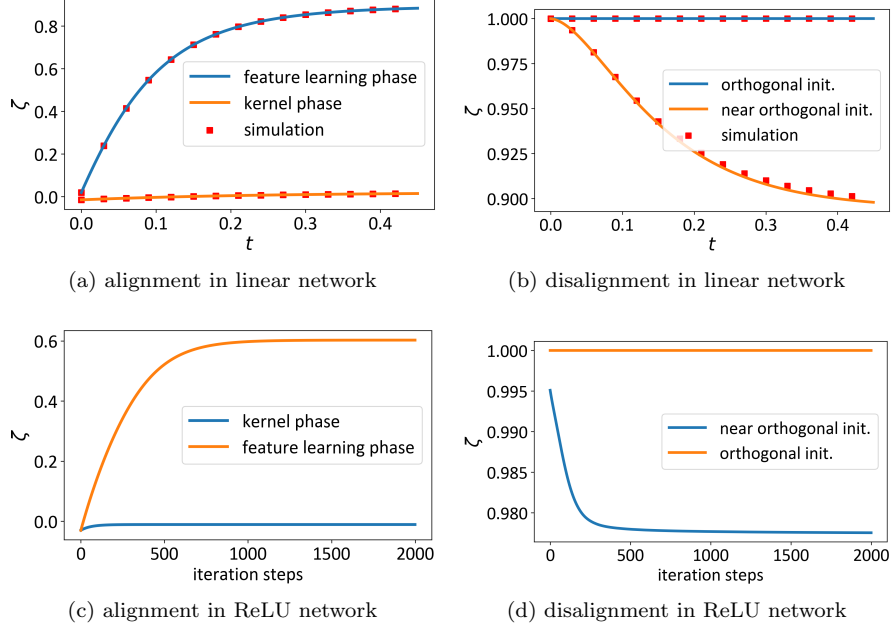 0.8
0.6
0.4
0.2
0.0
ζ
feature learning phase
kernel phase
simulation
0.0 0.1 0.2 0.3 0.4
t
(a) alignment in linear network
1.000
0.975
0.950
0.925
0.900
ζ
orthogonal init.
near orthogonal init.
simulation
0.0 0.1 0.2 0.3 0.4
t
(b) disalignment in linear network
0.6
0.4
0.2
0.0
ζ
kernel phase
feature learning phase
0 500 1000 1500 2000
iteration steps
(c) alignment in ReLU network
1.000
0.995
0.990
0.985
0.980
ζ
near orthogonal init.
orthogonal init.
0 500 1000 1500 2000
iteration steps
(d) disalignment in ReLU network